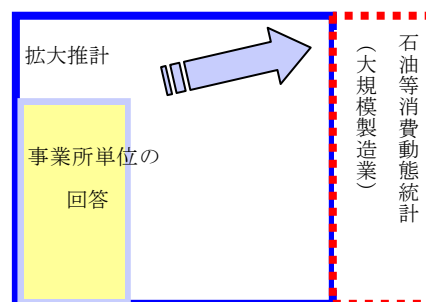 拡大推計
事業所単位の
回答
石油等消費動態統計
（大規模製造業）